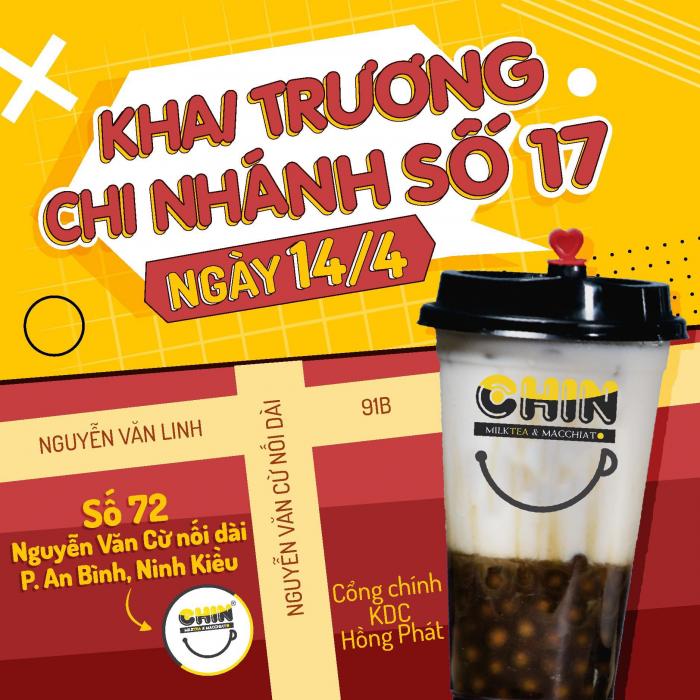 KHAI TRƯƠNG
CHI NHÁNH SỐ 17
NGÀY 14/4
CHIN
MILKTEA & MACCHIATO
NGUYỄN VĂN LINH
NGUYỄN VĂN CỪ NỐI DÀI
91B
Số 72
Nguyễn Văn Cừ nối dài
P. An Bình, Ninh Kiều
CHIN
MILKTEA & MACCHIATO
Cổng chính
KDC
Hồng Phát